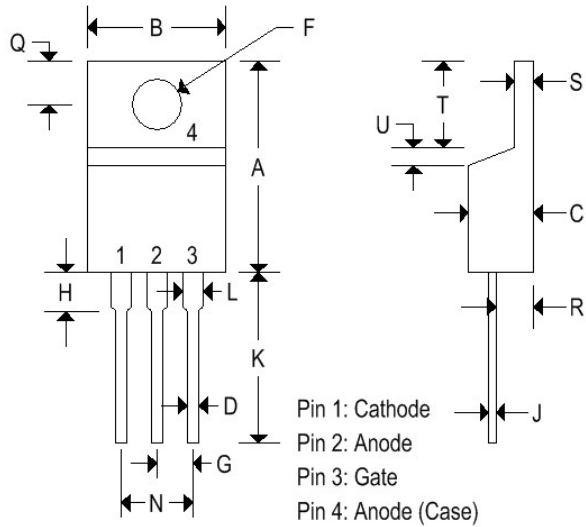 B
F
Q
4
S
T
U
A
C
1 2 3
H
L
R
K
D
J
G
N
Pin 1: Cathode
Pin 2: Anode
Pin 3: Gate
Pin 4: Anode (Case)